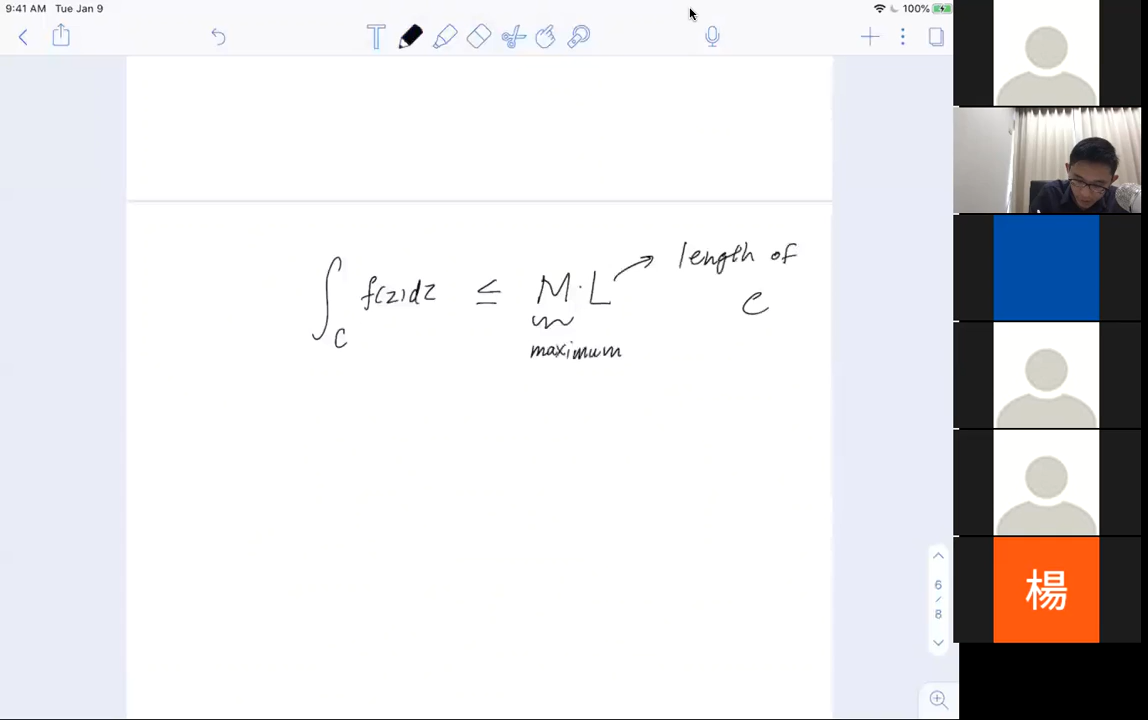 9:41 AM Tue Jan 9
100%
T
∫_C f(z)dz ≤ M·L → length of
C
maximum
6
/
8
楊